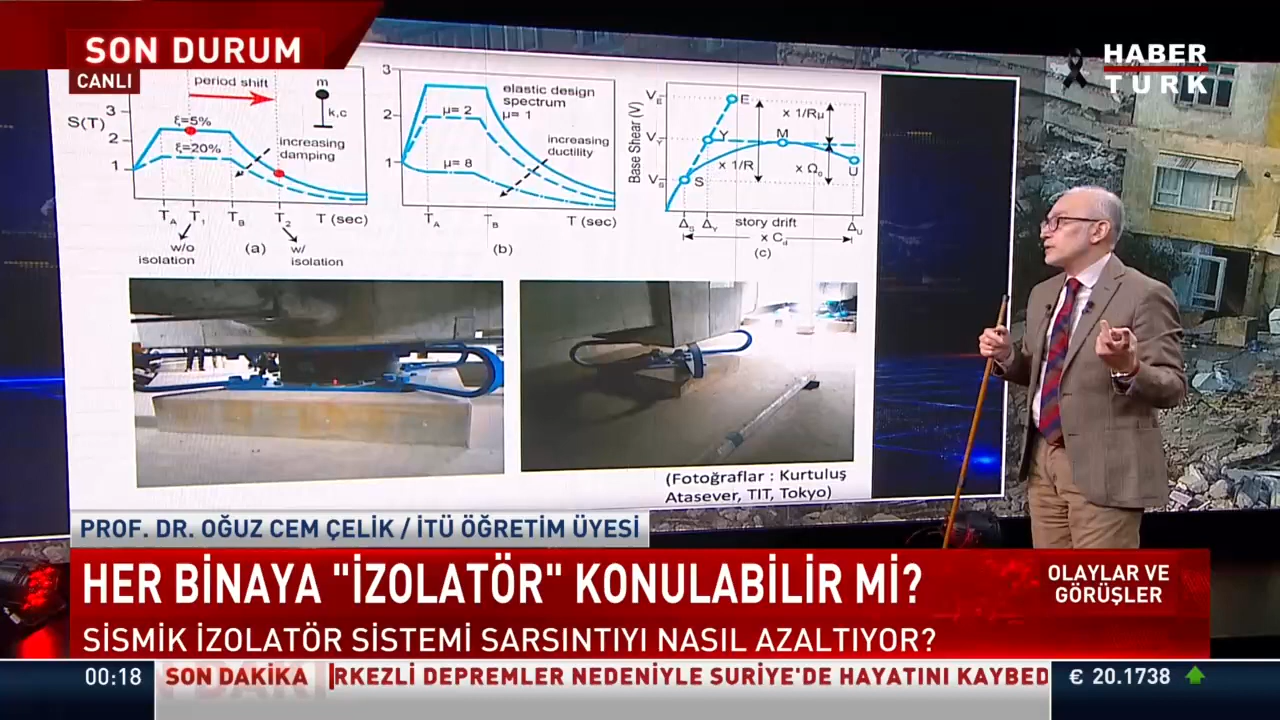 SON DURUM
CANLI
HABER
TURK
period shift
m
k,c
S(T)
3
2
1
ξ=5%
ξ=20%
increasing
damping
T_A T_1 T_B T_2 T (sec)
w/o
isolation
(a)
w/
isolation
3
2
1
elastic design
spectrum
μ= 1
μ= 2
μ= 8
increasing
ductility
T_A T_B T (sec)
(b)
Base Shear (V)
V_E
V_Y
V_S
E
Y
M
S
U
x 1/Rμ
x 1/R
x Ω₀
Δ_S Δ_Y story drift Δ_U
x C_d
(c)
(Fotoğraflar : Kurtuluş
Atasever, TIT, Tokyo)
PROF. DR. OĞUZ CEM ÇELİK / İTÜ ÖĞRETİM ÜYESİ
HER BİNAYA "İZOLATÖR" KONULABİLİR Mİ?
SİSMİK İZOLATÖR SİSTEMİ SARSINTIYI NASIL AZALTIYOR?
OLAYLAR VE
GÖRÜŞLER
00:18
SON DAKİKA
RKEZLİ DEPREMLER NEDENİYLE SURİYE'DE HAYATINI KAYBED
€ 20.1738